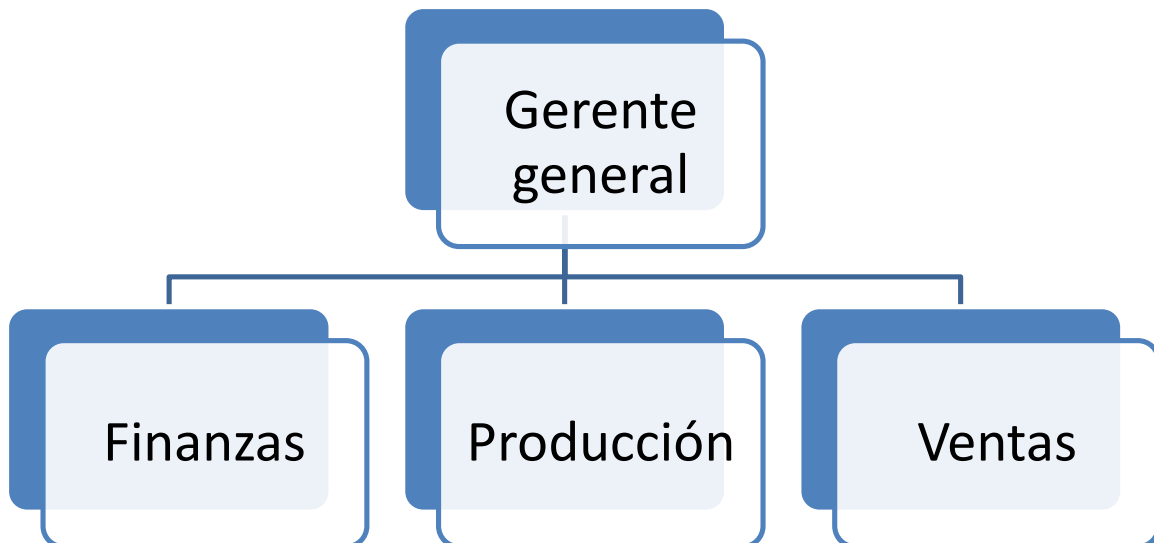 Gerente
general
Finanzas
Producción
Ventas